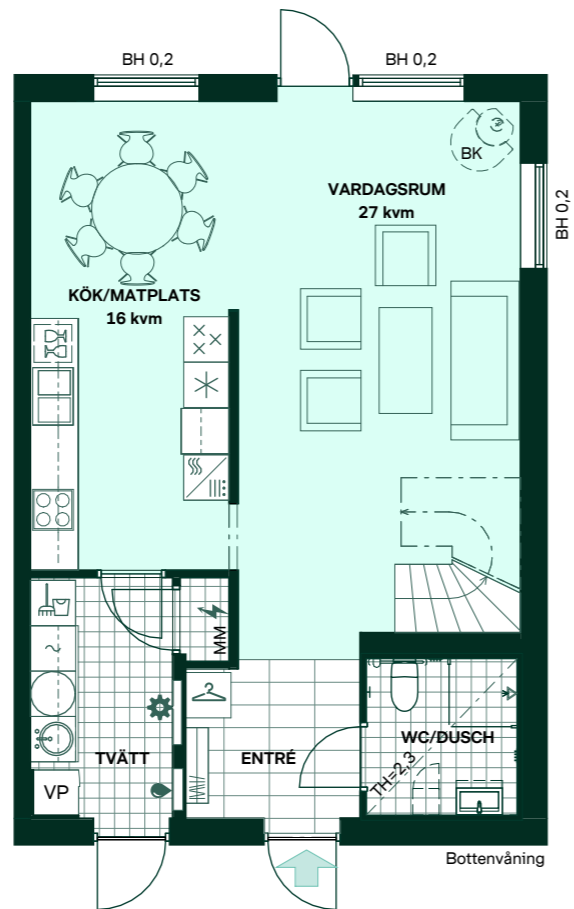 BH 0,2
BH 0,2
BK
VARDAGSRUM
27 kvm
BH 0,2
KÖK/MATPLATS
16 kvm
MM
TVÄTT
ENTRÉ
WC/DUSCH
TH=2,3
VP
Bottenvåning